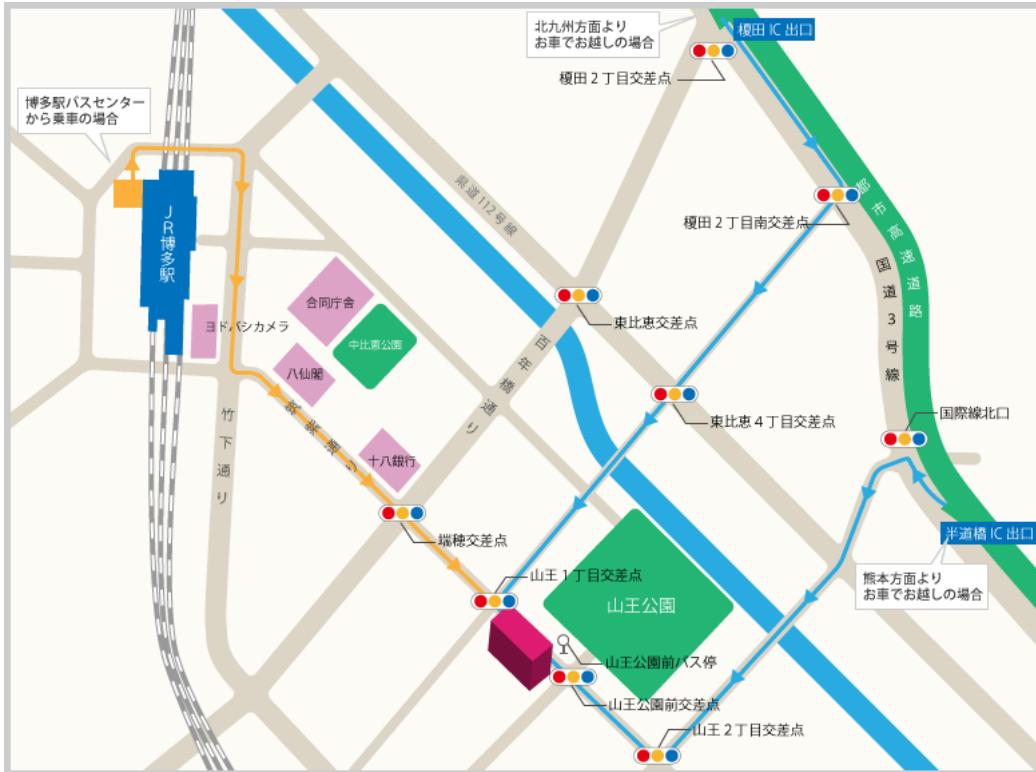 北九州方面より
お車でお越しの場合
榎田 IC 出口
榎田２丁目交差点
博多駅バスセンター
から乗車の場合
県道112号線
都市高速道路
榎田２丁目南交差点
JR博多駅
国道３号線
合同庁舎
ヨドバシカメラ
東比恵交差点
中比恵公園
百年橋通り
八仙閣
筑紫通り
竹下通り
東比恵４丁目交差点
国際線北口
十八銀行
端穂交差点
半道橋 IC 出口
熊本方面より
お車でお越しの場合
山王１丁目交差点
山王公園
山王公園前バス停
山王公園前交差点
山王２丁目交差点